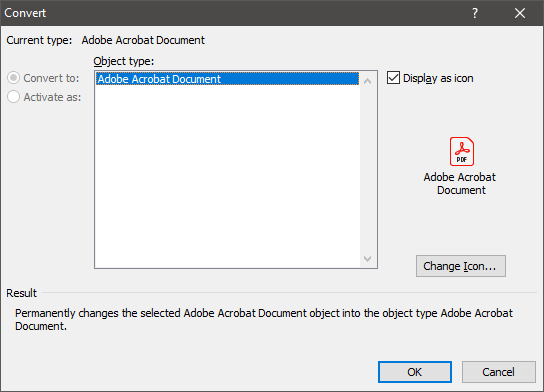 Convert
Current type: Adobe Acrobat Document
Object type:
Convert to:
Activate as:
Adobe Acrobat Document
Display as icon
PDF
Adobe Acrobat
Document
Change Icon...
Result
Permanently changes the selected Adobe Acrobat Document object into the object type Adobe Acrobat
Document.
OK Cancel